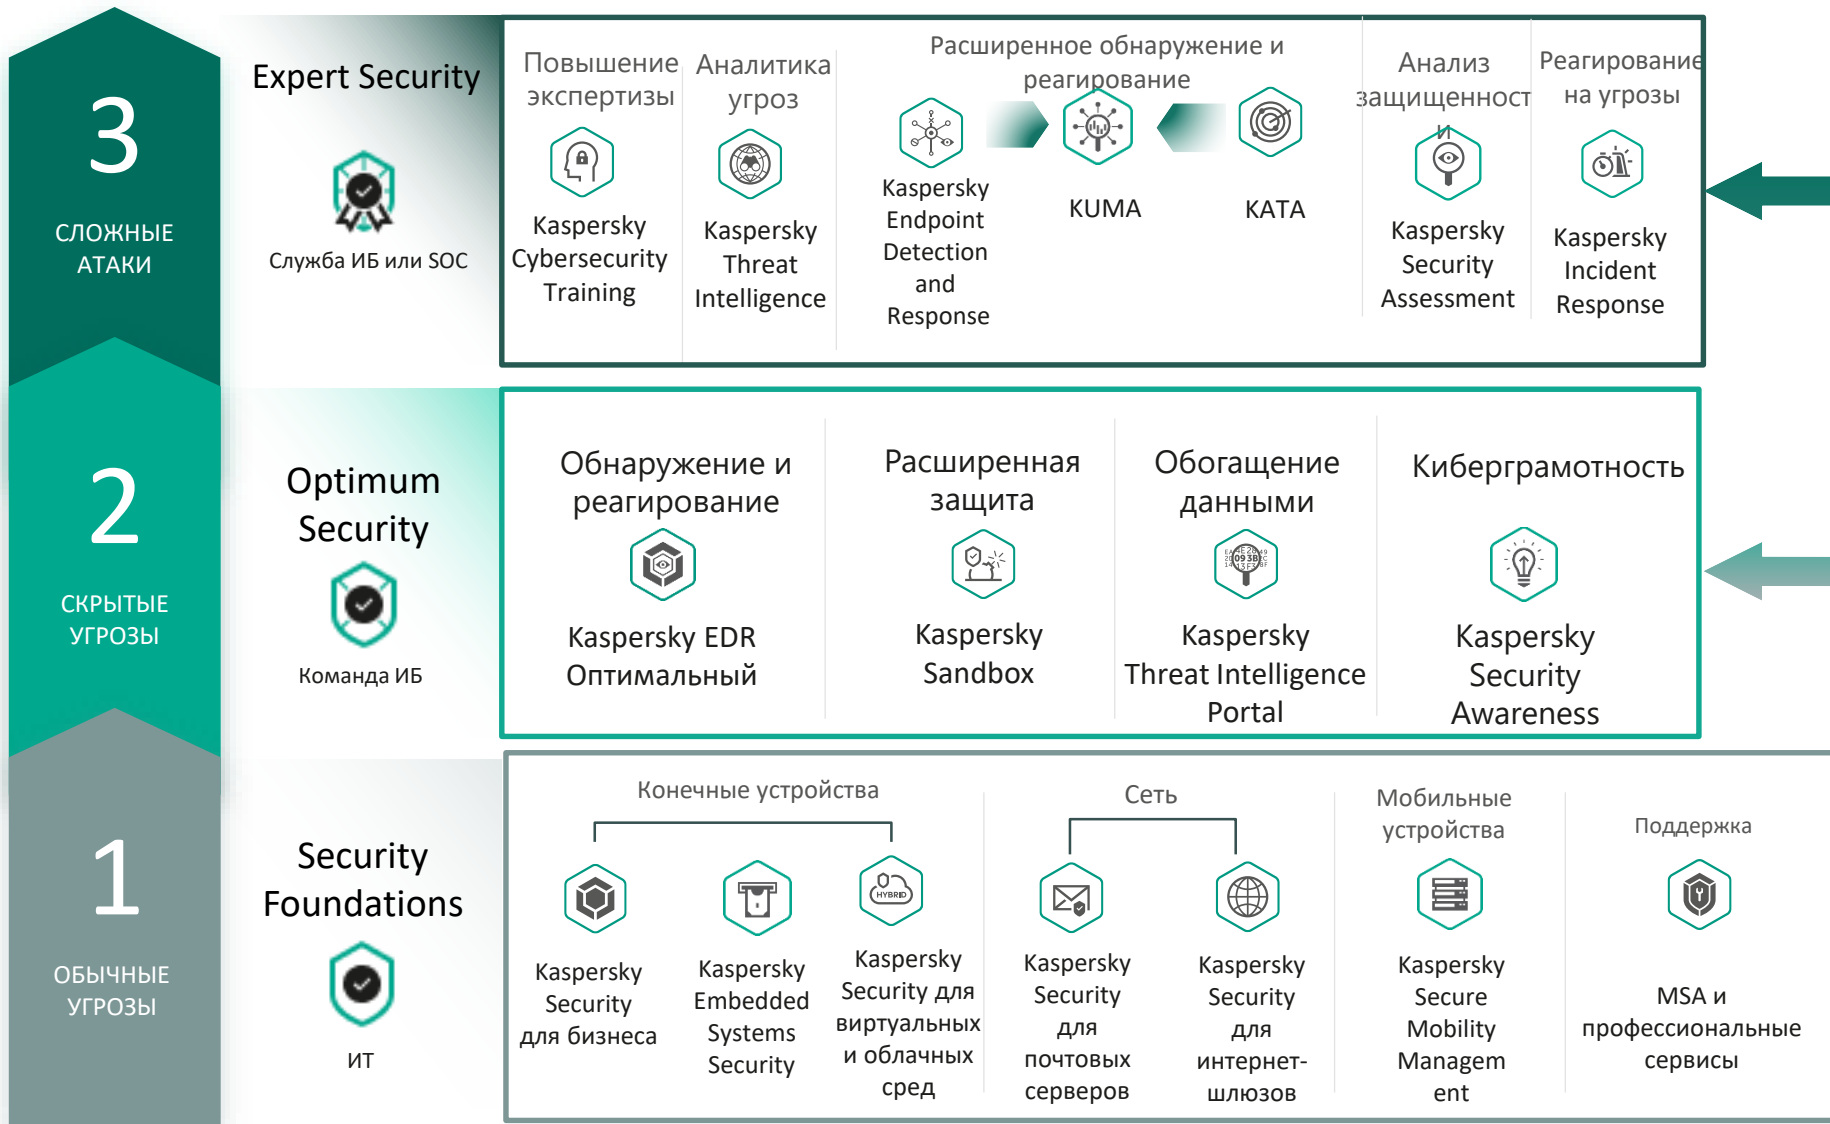 3
СЛОЖНЫЕ
АТАКИ
Expert Security
Служба ИБ или SOC
Повышение
экспертизы
Kaspersky
Cybersecurity
Training
Аналитика
угроз
Kaspersky
Threat
Intelligence
Расширенное обнаружение и
реагирование
Kaspersky
Endpoint
Detection
and
Response
KUMA
KATA
Анализ
защищенност
и
Kaspersky
Security
Assessment
Реагирование
на угрозы
Kaspersky
Incident
Response
2
СКРЫТЫЕ
УГРОЗЫ
Optimum
Security
Команда ИБ
Обнаружение и
реагирование
Kaspersky EDR
Оптимальный
Расширенная
защита
Kaspersky
Sandbox
Обогащение
данными
093B
Kaspersky
Threat Intelligence
Portal
Киберграмотность
Kaspersky
Security
Awareness
1
ОБЫЧНЫЕ
УГРОЗЫ
Security
Foundations
ИТ
Конечные устройства
Kaspersky
Security
для бизнеса
Kaspersky
Embedded
Systems
Security
HYBRID
Kaspersky
Security для
виртуальных
и облачных
сред
Сеть
Kaspersky
Security
для
почтовых
серверов
Kaspersky
Security
для
интернет-
шлюзов
Мобильные
устройства
Kaspersky
Secure
Mobility
Managem
ent
Поддержка
MSA и
профессиональные
сервисы